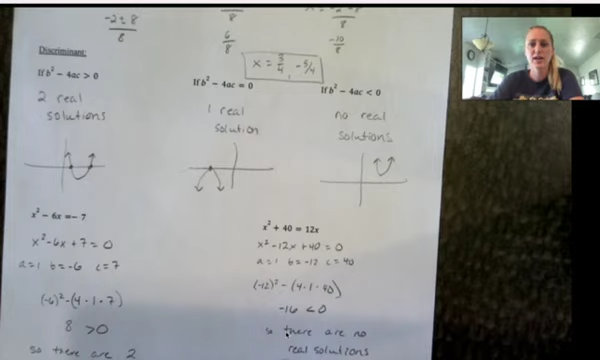 -2 ± 8
8
8
6
8
8
-10
8
x = 3/4, -5/4
Discriminant:
If b² - 4ac > 0
If b² - 4ac = 0
If b² - 4ac < 0
2 real
solutions
1 real
solution
no real
solutions
x² - 6x = - 7
x² + 40 = 12x
x² - 6x + 7 = 0
a = 1 b = -6 c = 7
x² - 12x + 40 = 0
a = 1 b = -12 c = 40
(-6)² - (4 · 1 · 7)
8 > 0
so there are 2
(-12)² - (4 · 1 · 40)
-16 < 0
so there are no
real solutions